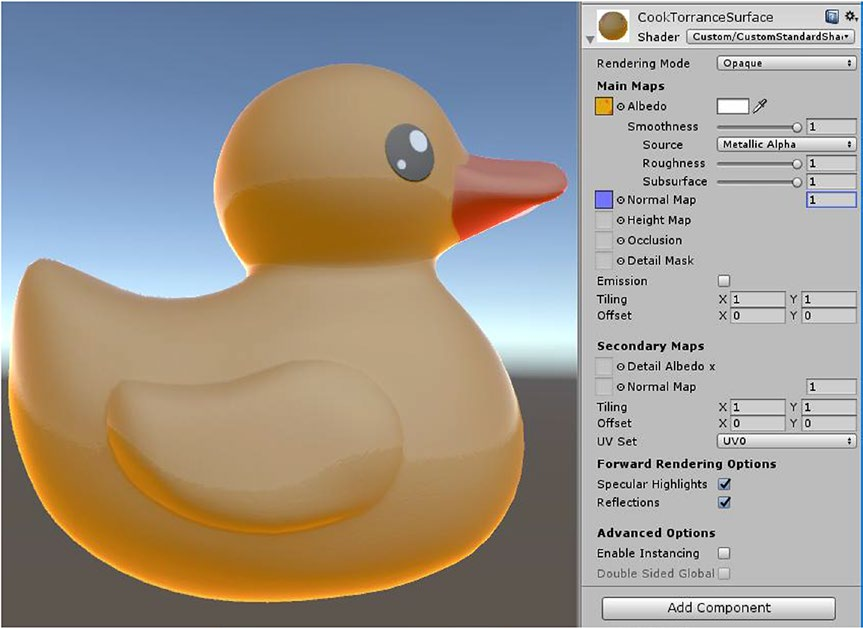 CookTorranceSurface
Shader Custom/CustomStandardSha
Rendering Mode Opaque
Main Maps
Albedo
Smoothness 1
Source Metallic Alpha
Roughness 1
Subsurface 1
Normal Map 1
Height Map
Occlusion
Detail Mask
Emission
Tiling X 1 Y 1
Offset X 0 Y 0
Secondary Maps
Detail Albedo x
Normal Map 1
Tiling X 1 Y 1
Offset X 0 Y 0
UV Set UV0
Forward Rendering Options
Specular Highlights
Reflections
Advanced Options
Enable Instancing
Double Sided Global
Add Component